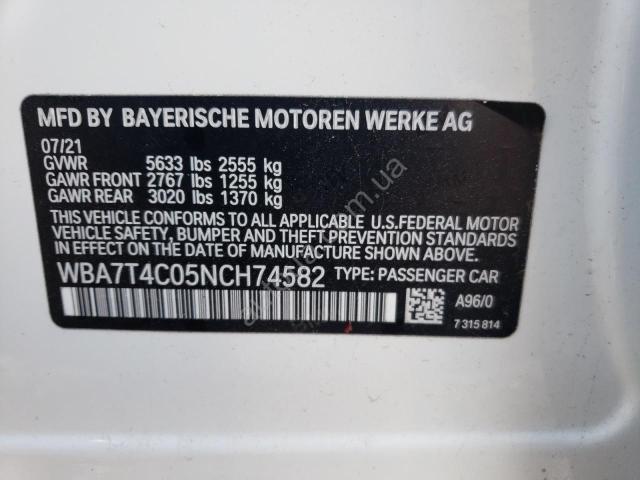 MFD BY BAYERISCHE MOTOREN WERKE AG
07/21
GVWR 5633 lbs 2555 kg
GAWR FRONT 2767 lbs 1255 kg
GAWR REAR 3020 lbs 1370 kg
THIS VEHICLE CONFORMS TO ALL APPLICABLE U.S.FEDERAL MOTOR
VEHICLE SAFETY, BUMPER AND THEFT PREVENTION STANDARDS
IN EFFECT ON THE DATE OF MANUFACTURE SHOWN ABOVE.
WBA7T4C05NCH74582 TYPE: PASSENGER CAR
A96/0
7 315 814